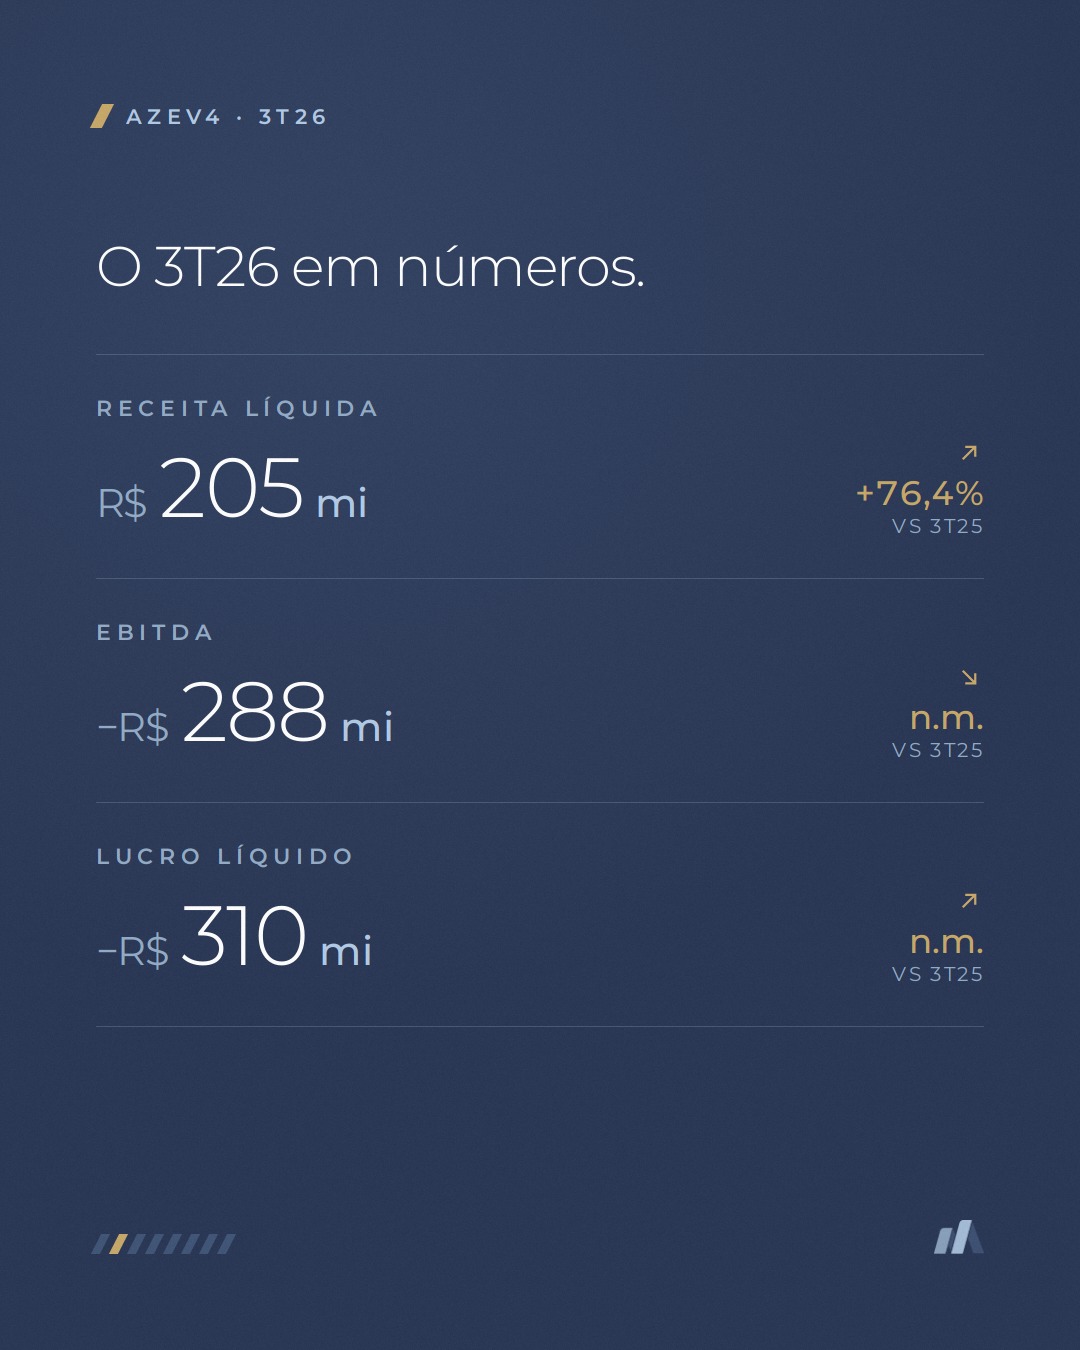 AZEV4 · 3T26
O 3T26 em números.
RECEITA LÍQUIDA
R$ 205 mi
↗
+76,4%
VS 3T25
EBITDA
−R$ 288 mi
↘
n.m.
VS 3T25
LUCRO LÍQUIDO
−R$ 310 mi
↗
n.m.
VS 3T25